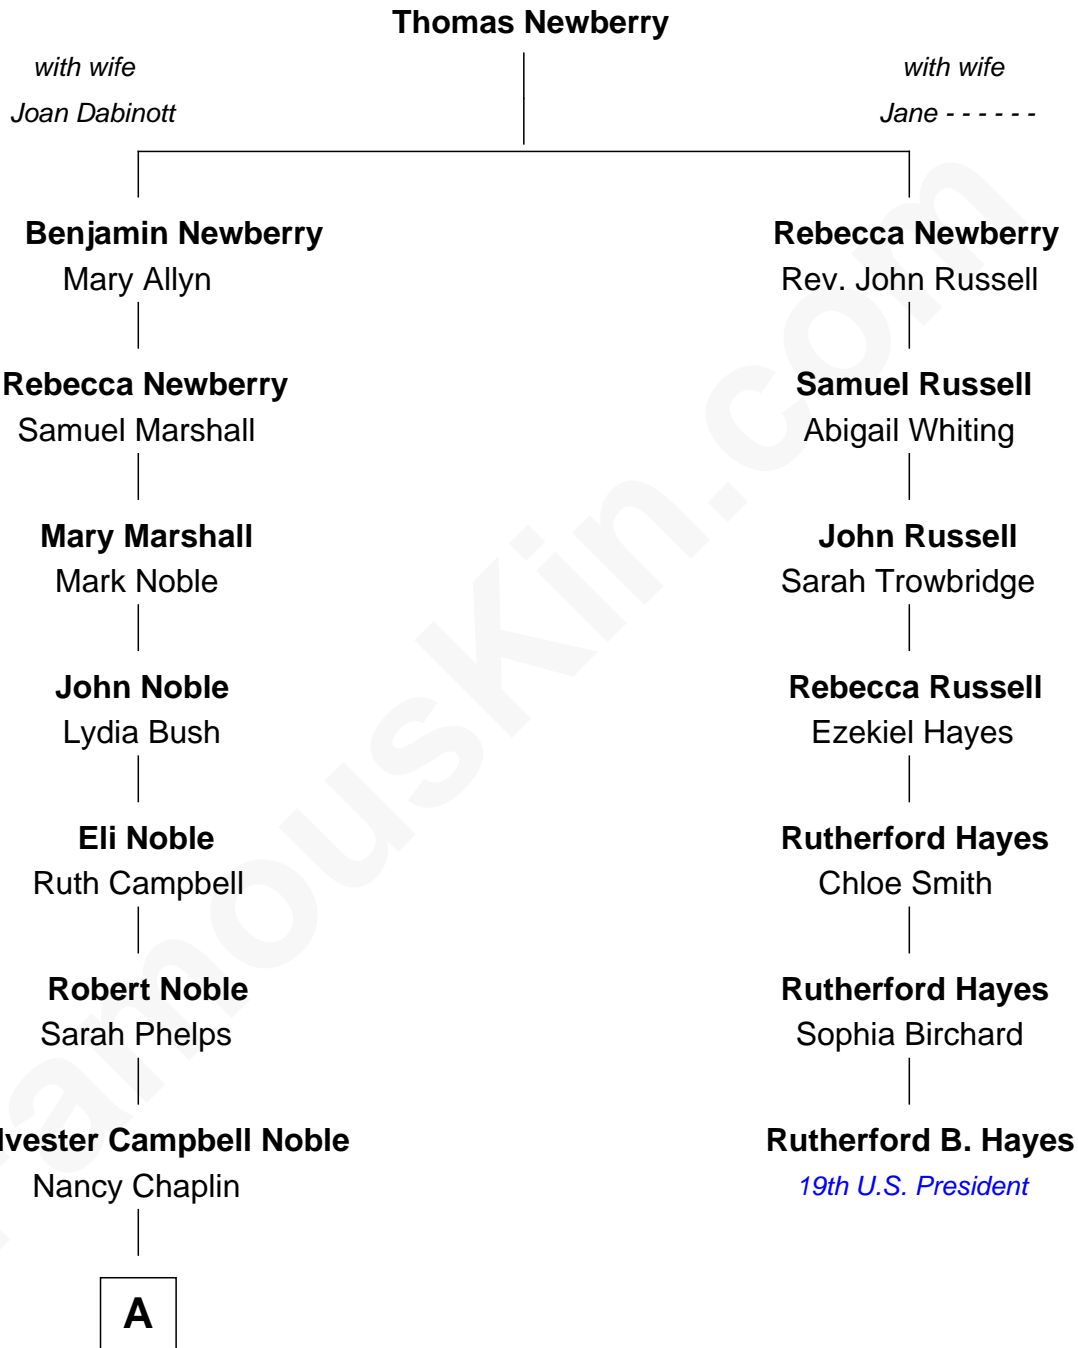 Thomas Newberry
with wife
Joan Dabinott
with wife
Jane - - - - - -
Benjamin Newberry
Mary Allyn
Rebecca Newberry
Rev. John Russell
Rebecca Newberry
Samuel Marshall
Samuel Russell
Abigail Whiting
Mary Marshall
Mark Noble
John Russell
Sarah Trowbridge
John Noble
Lydia Bush
Rebecca Russell
Ezekiel Hayes
Eli Noble
Ruth Campbell
Rutherford Hayes
Chloe Smith
Robert Noble
Sarah Phelps
Rutherford Hayes
Sophia Birchard
lvester Campbell Noble
Nancy Chaplin
Rutherford B. Hayes
19th U.S. President
A
FamousKin.com